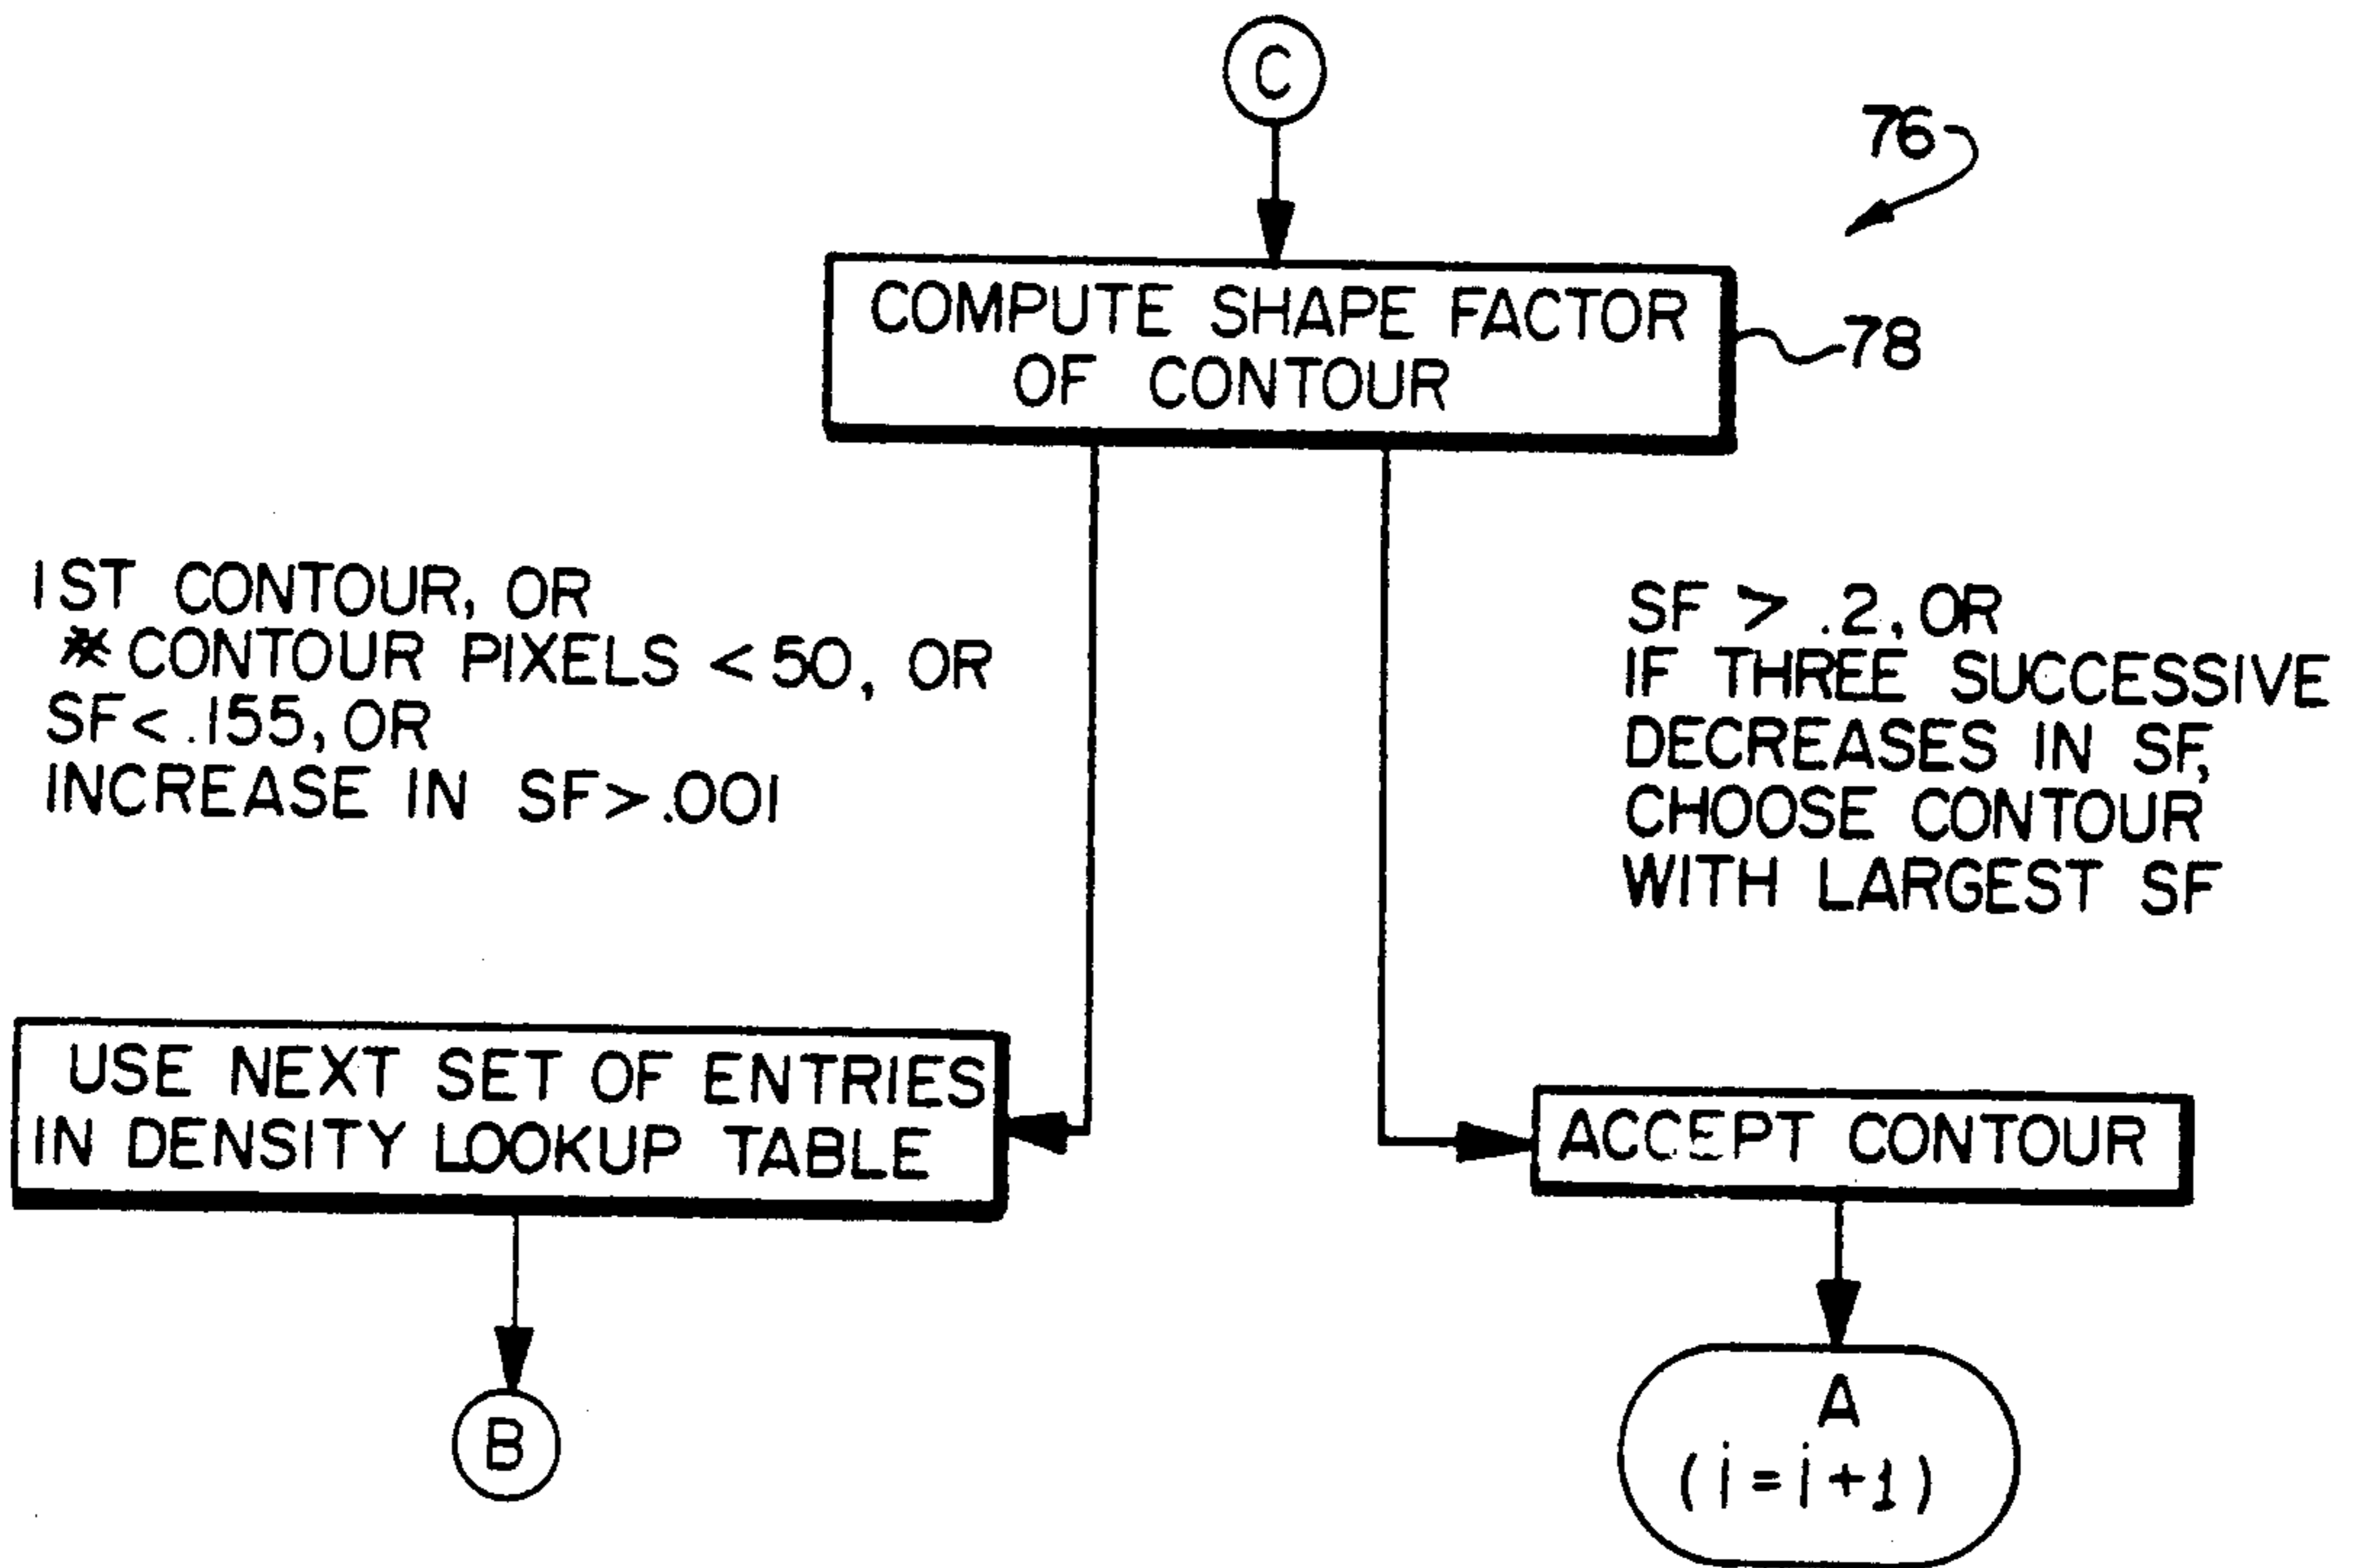 C
76
COMPUTE SHAPE FACTOR
OF CONTOUR
78
1ST CONTOUR, OR
* CONTOUR PIXELS < 50, OR
SF < .155, OR
INCREASE IN SF > .001
SF > .2, OR
IF THREE SUCCESSIVE
DECREASES IN SF,
CHOOSE CONTOUR
WITH LARGEST SF
USE NEXT SET OF ENTRIES
IN DENSITY LOOKUP TABLE
ACCEPT CONTOUR
B
A
(i=i+1)